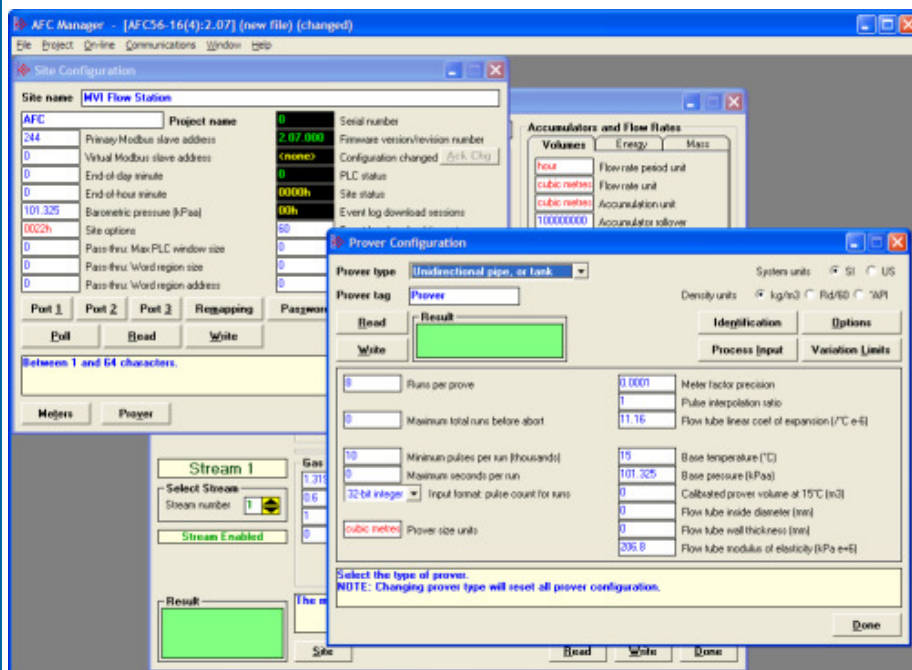 AFC Manager - [AFC56-16(4):2.07] (new file) (changed)
File Project On-line Communications Window Help
Site Configuration
Site name MVI Flow Station
AFC Project name
244 Primary Modbus slave address
0 Virtual Modbus slave address
0 End-of-day minute
0 End-of-hour minute
101.325 Barometric pressure (kPaa)
0022h Site options
0 Pass-thru: Max PLC window size
0 Pass-thru: Word region size
0 Pass-thru: Word region address
0 Serial number
2.07.000 Firmware version/revision number
<none> Configuration changed Ack Chg
0 PLC status
0000h Site status
00h Event log download sessions
60
0
0
0
Port 1 Port 2 Port 3 Remapping Password
Poll Read Write
Between 1 and 64 characters.
Meters Prover
Accumulators and Flow Rates
Volumes Energy Mass
hour Flow rate period unit
cubic metres Flow rate unit
cubic metres Accumulation unit
100000000 Accumulator rollover
Prover Configuration
Prover type Unidirectional pipe, or tank
System units SI US
Prover tag Prover
Density units kg/m3 Rd/60 °API
Read Result Identification Options
Write Process Input Variation Limits
8 Runs per prove
0 Maximum total runs before abort
10 Minimum pulses per run (thousands)
0 Maximum seconds per run
32-bit integer Input format: pulse count for runs
cubic metres Prover size units
0.0001 Meter factor precision
1 Pulse interpolation ratio
11.16 Flow tube linear coef of expansion (/°C e-6)
15 Base temperature (°C)
101.325 Base pressure (kPaa)
0 Calibrated prover volume at 15°C (m3)
0 Flow tube inside diameter (mm)
0 Flow tube wall thickness (mm)
206.8 Flow tube modulus of elasticity (kPa e+6)
Select the type of prover.
NOTE: Changing prover type will reset all prover configuration.
Done
Stream 1
Select Stream
Stream number 1
Stream Enabled
Gas
0.6
1
0
Result
The m
Site Read Write Done